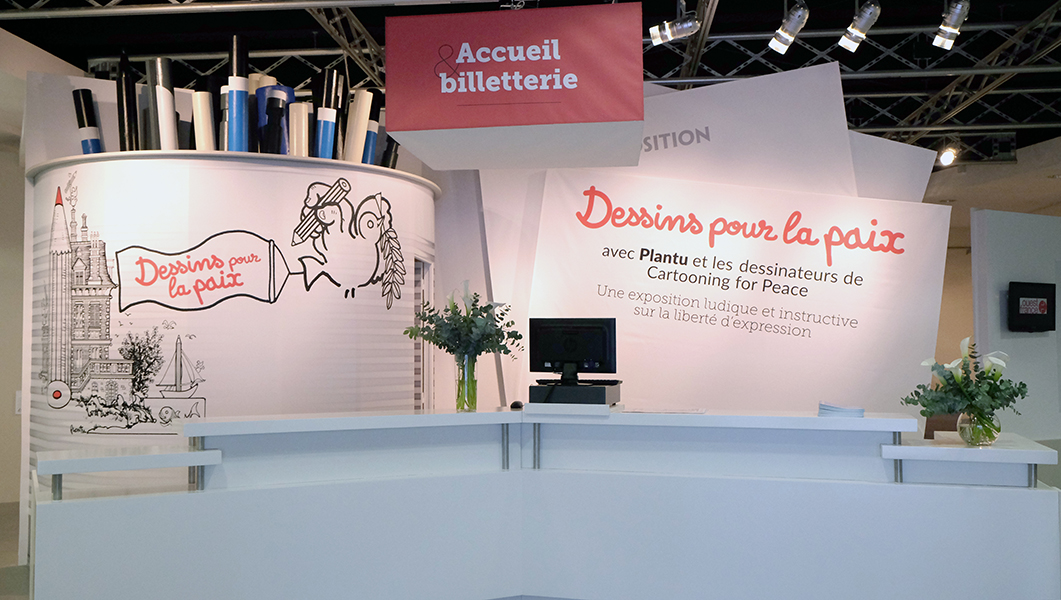 Accueil
& billetterie
Dessins pour
la paix
Dessins pour la paix
avec Plantu et les dessinateurs de
Cartooning for Peace
Une exposition ludique et instructive
sur la liberté d'expression